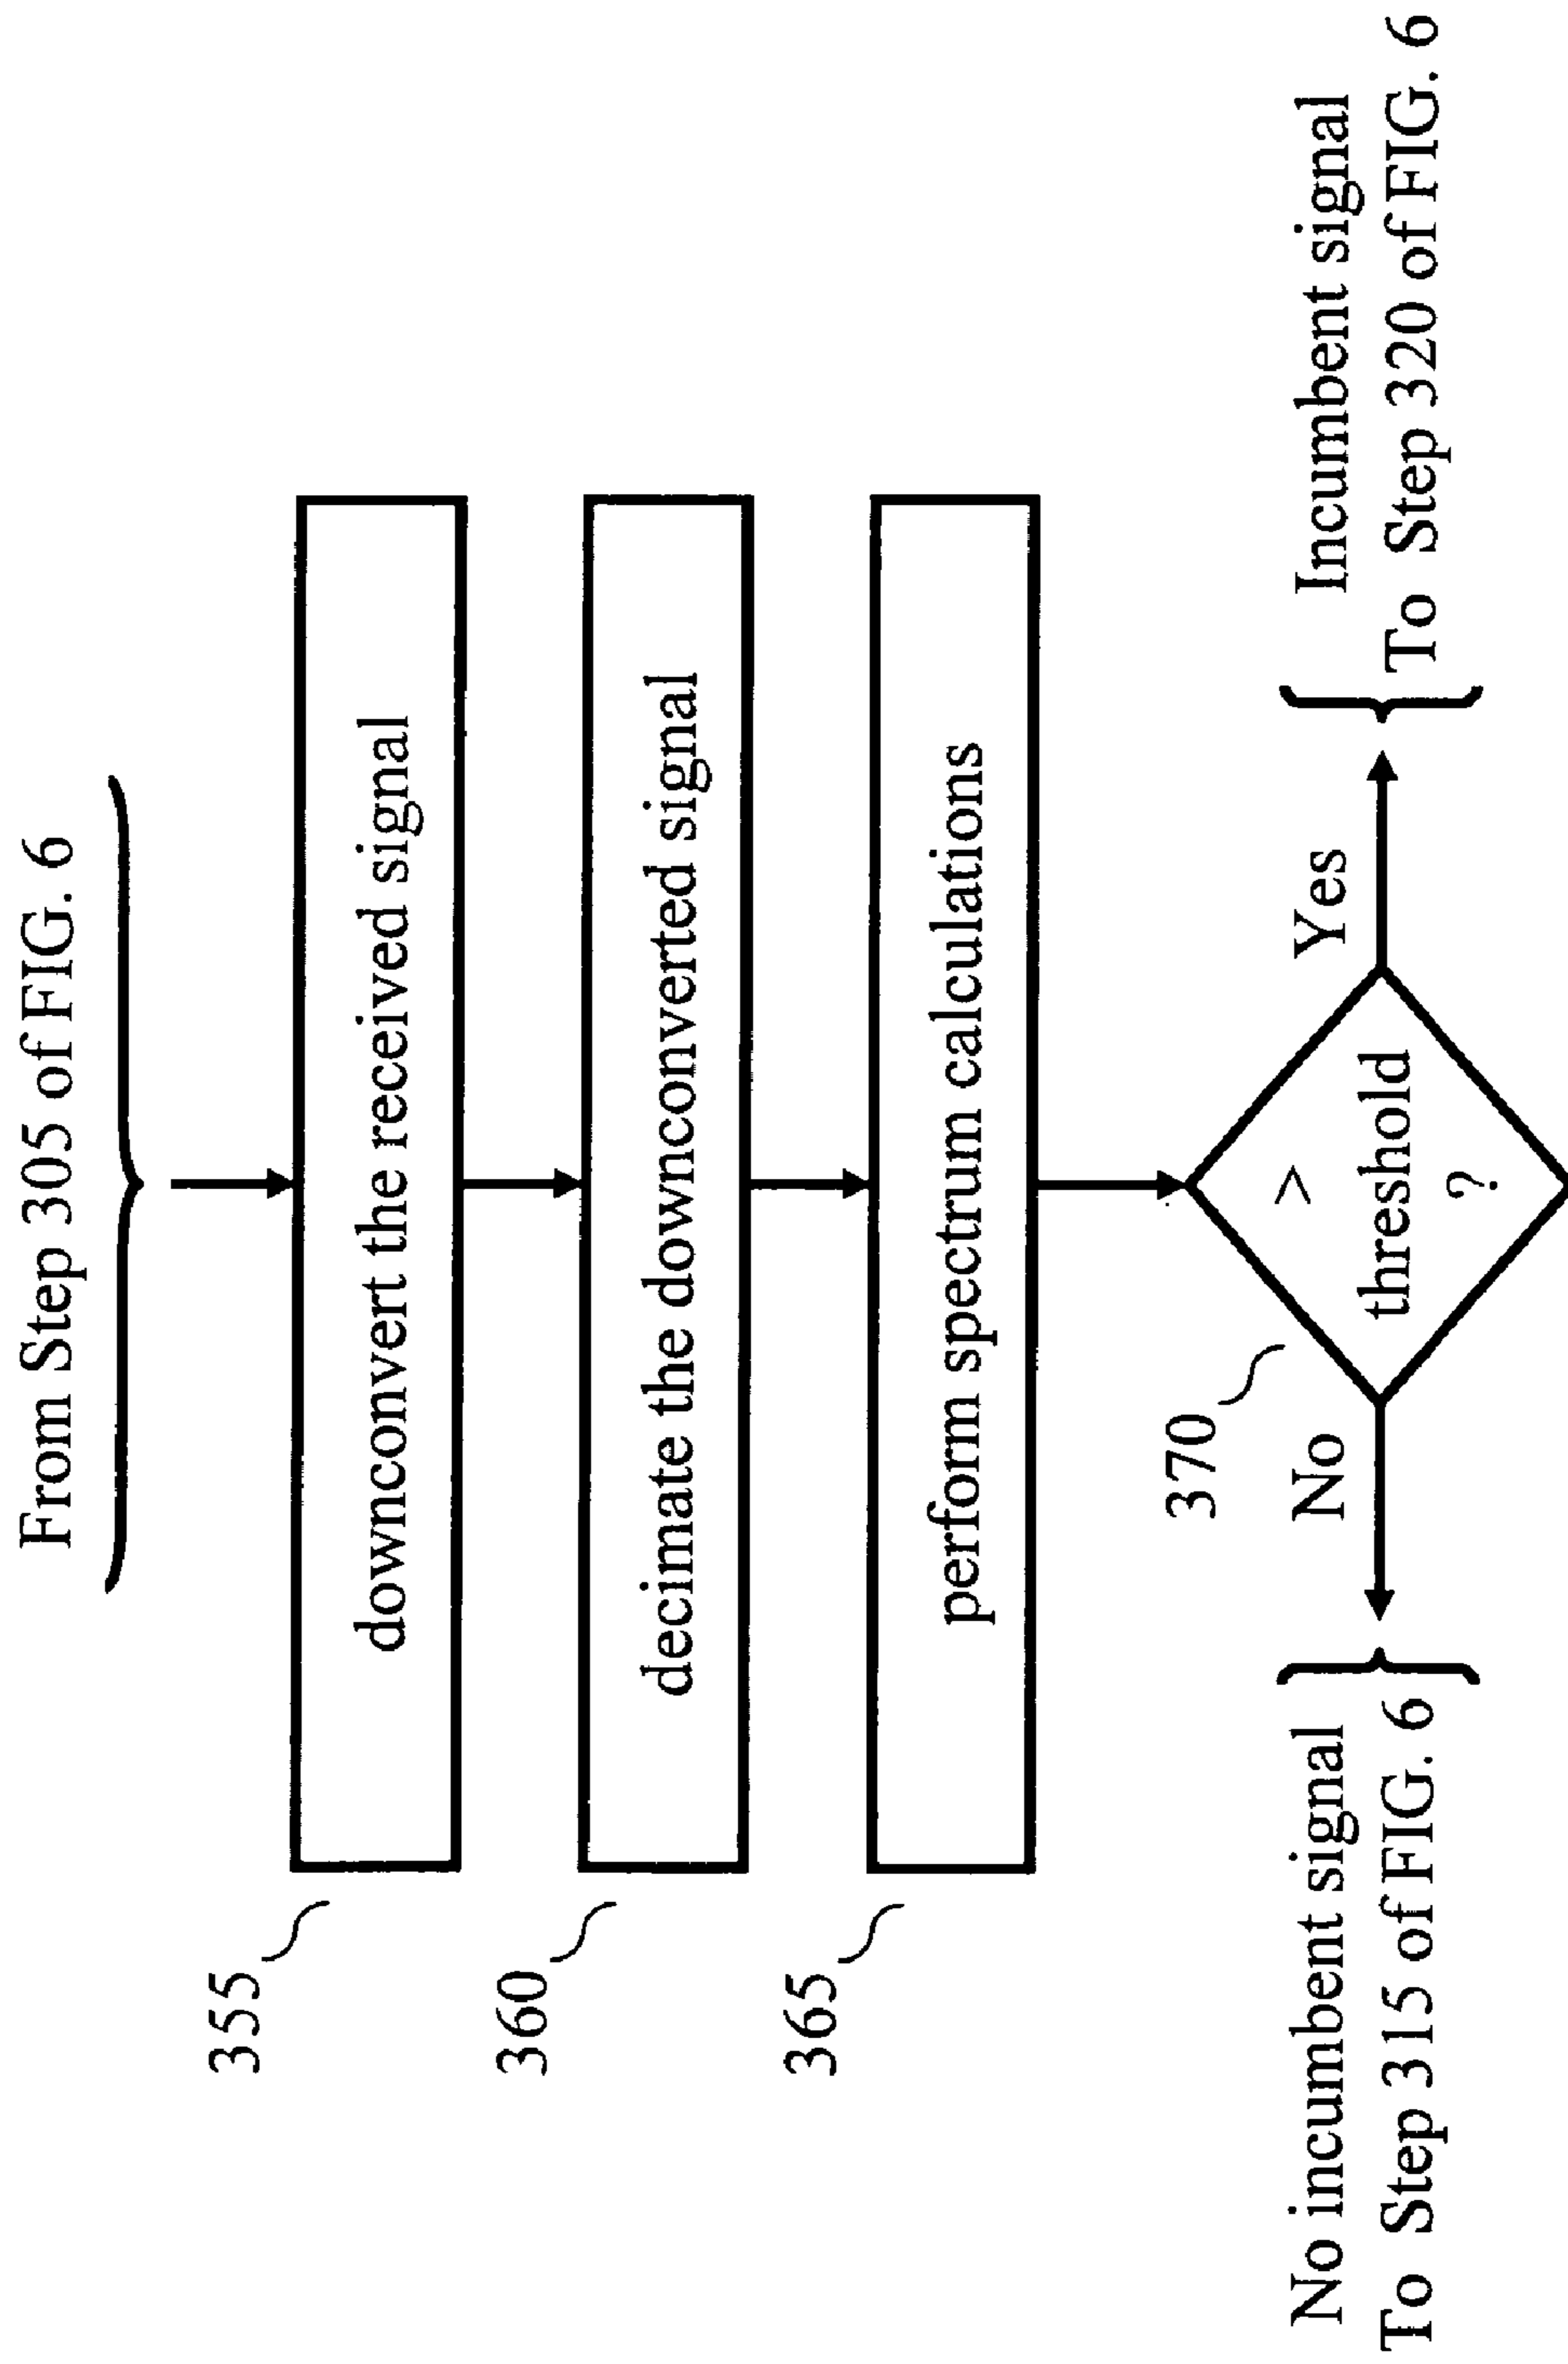 From Step 305 of FIG. 6
355
downconvert the received signal
360
decimate the downconverted signal
365
perform spectrum calculations
370
>
threshold
?
No
Yes
No incumbent signal
To Step 315 of FIG. 6
Incumbent signal
To Step 320 of FIG. 6